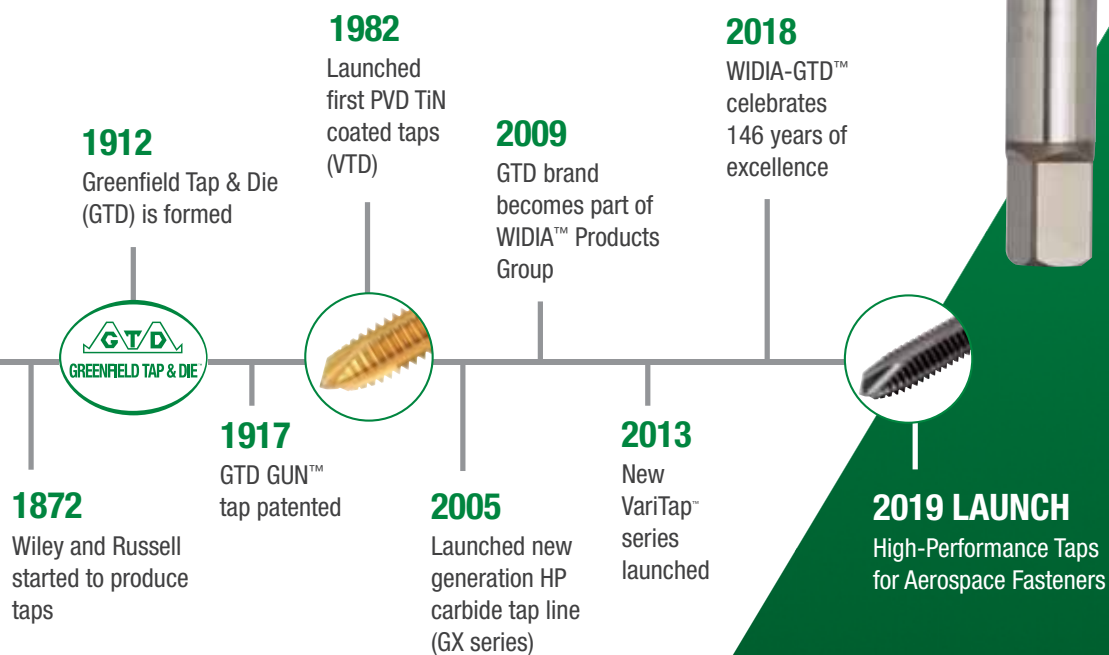 1872
Wiley and Russell
started to produce
taps
1912
Greenfield Tap & Die
(GTD) is formed
GTD
GREENFIELD TAP & DIE™
1917
GTD GUN™
tap patented
1982
Launched
first PVD TiN
coated taps
(VTD)
2005
Launched new
generation HP
carbide tap line
(GX series)
2009
GTD brand
becomes part of
WIDIA™ Products
Group
2013
New
VariTap™
series
launched
2018
WIDIA-GTD™
celebrates
146 years of
excellence
2019 LAUNCH
High-Performance Taps
for Aerospace Fasteners